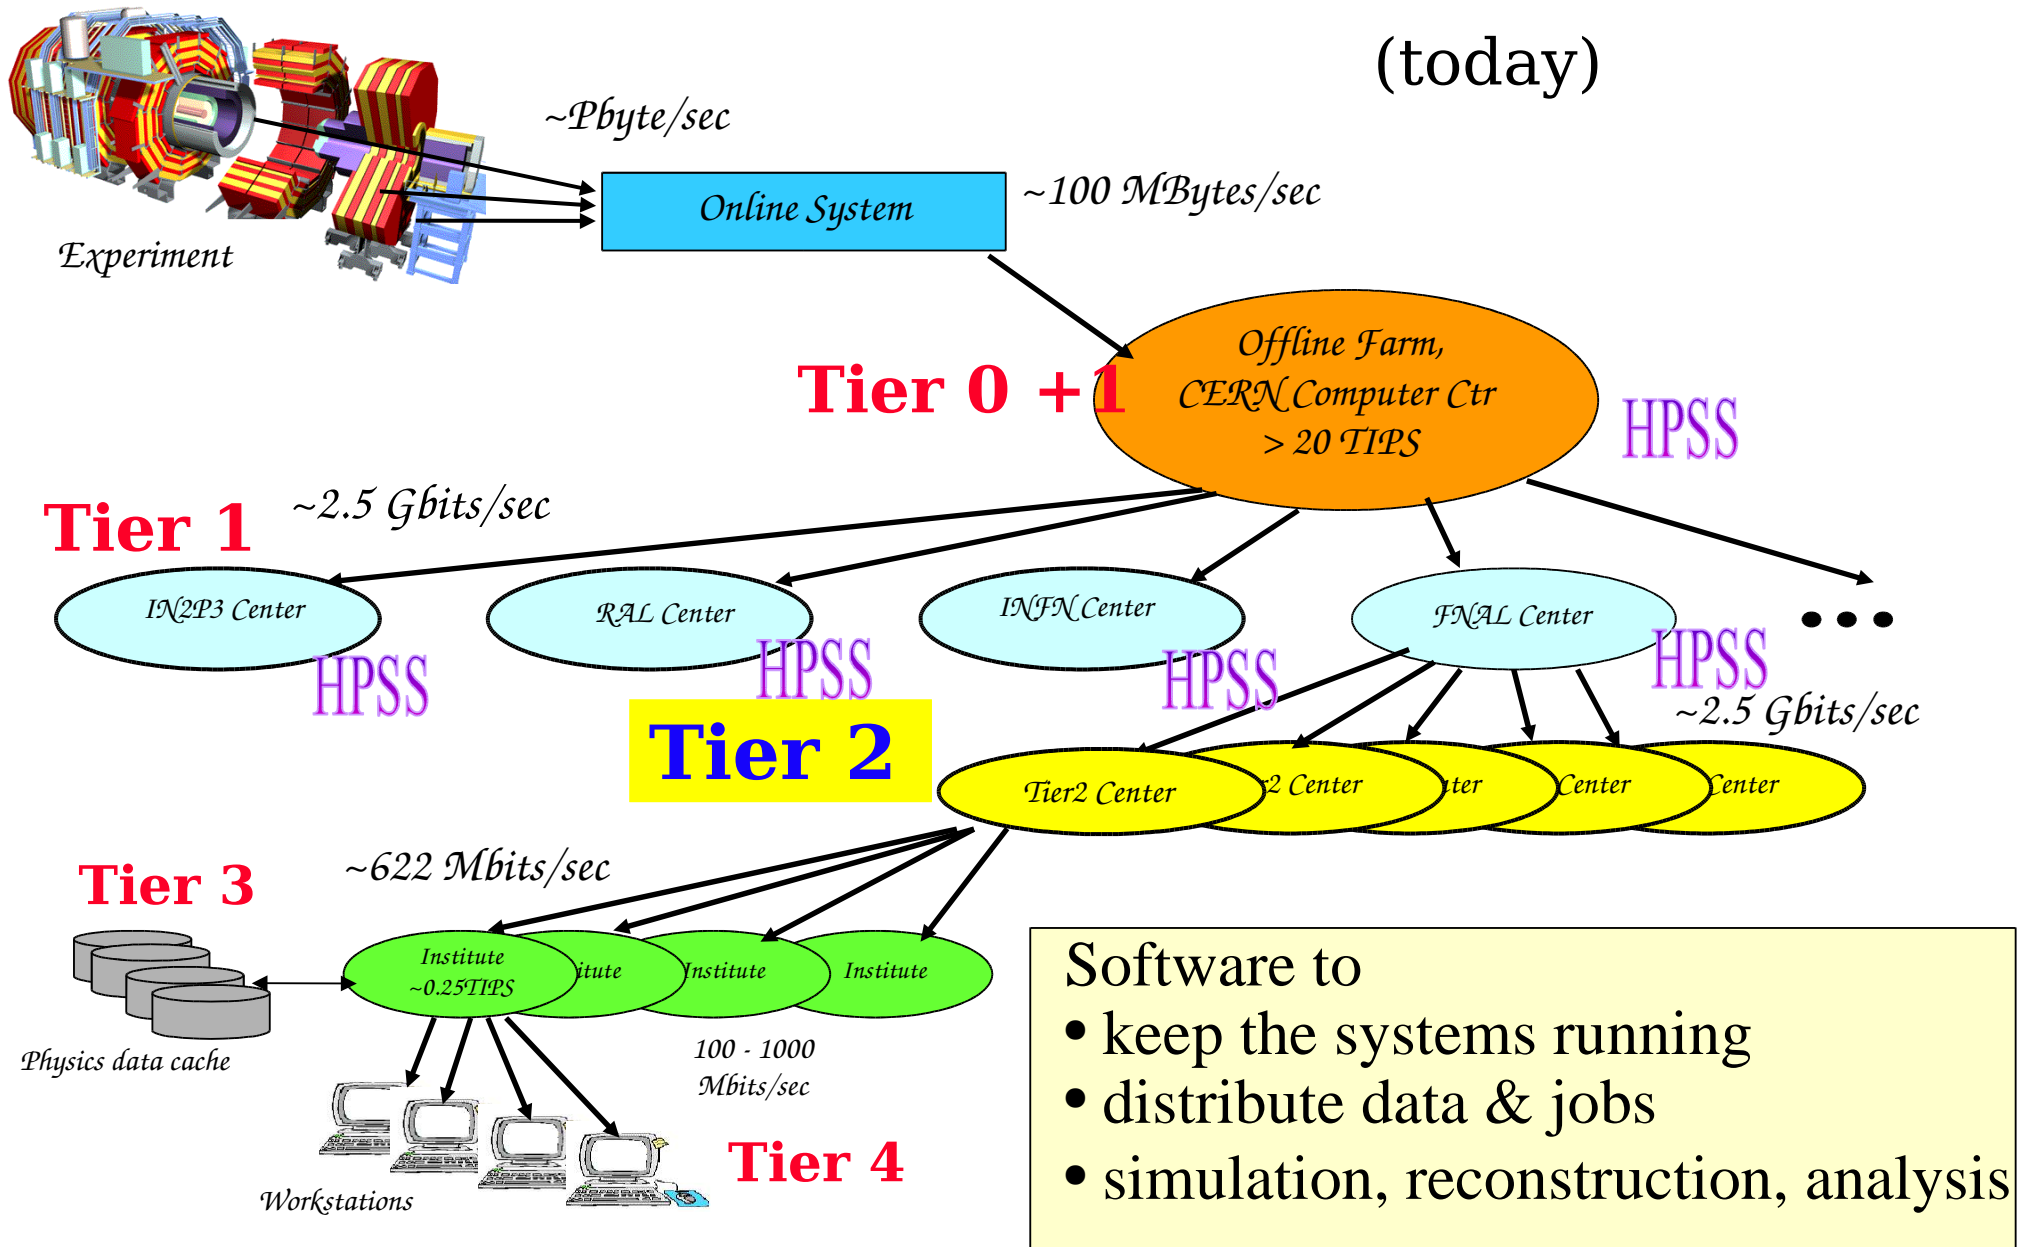 (today)
~Pbyte/sec
Online System
~100 MBytes/sec
Experiment
Offline Farm,
CERN Computer Ctr
> 20 TIPS
Tier 0 +1
HPSS
Tier 1
~2.5 Gbits/sec
IN2P3 Center
RAL Center
INFN Center
FNAL Center
HPSS
HPSS
HPSS
HPSS
~2.5 Gbits/sec
Tier 2
Tier2 Center
r2 Center
ter
Center
Center
~622 Mbits/sec
Tier 3
Institute
~0.25TIPS
itute
Institute
Institute
Physics data cache
100 - 1000
Mbits/sec
Tier 4
Workstations
Software to
• keep the systems running
• distribute data & jobs
• simulation, reconstruction, analysis